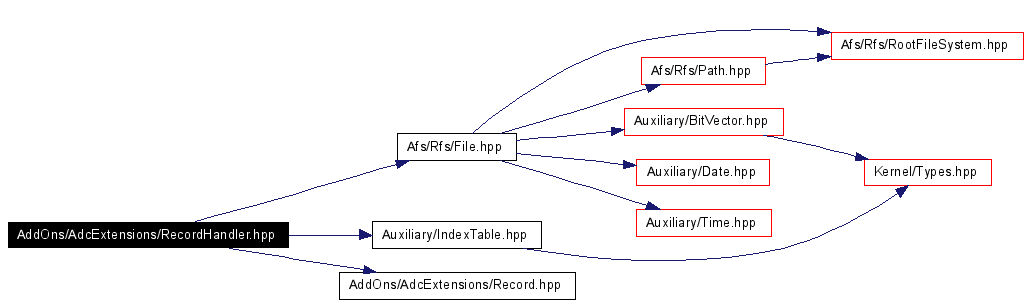 Afs/Rfs/RootFileSystem.hpp
Afs/Rfs/Path.hpp
Auxiliary/BitVector.hpp
Afs/Rfs/File.hpp
Auxiliary/Date.hpp
Kernel/Types.hpp
Auxiliary/Time.hpp
AddOns/AdcExtensions/RecordHandler.hpp
Auxiliary/IndexTable.hpp
AddOns/AdcExtensions/Record.hpp